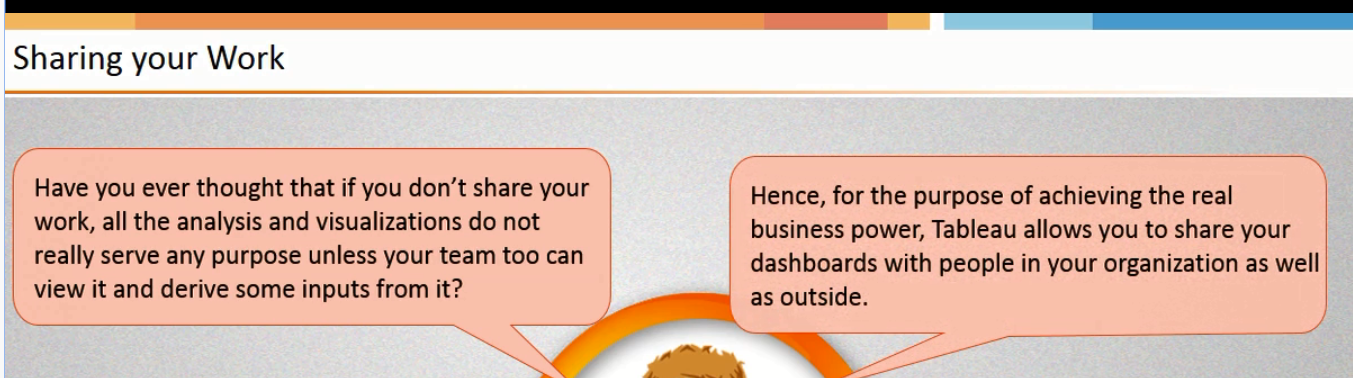 Sharing your Work
Have you ever thought that if you don't share your
work, all the analysis and visualizations do not
really serve any purpose unless your team too can
view it and derive some inputs from it?
Hence, for the purpose of achieving the real
business power, Tableau allows you to share your
dashboards with people in your organization as well
as outside.